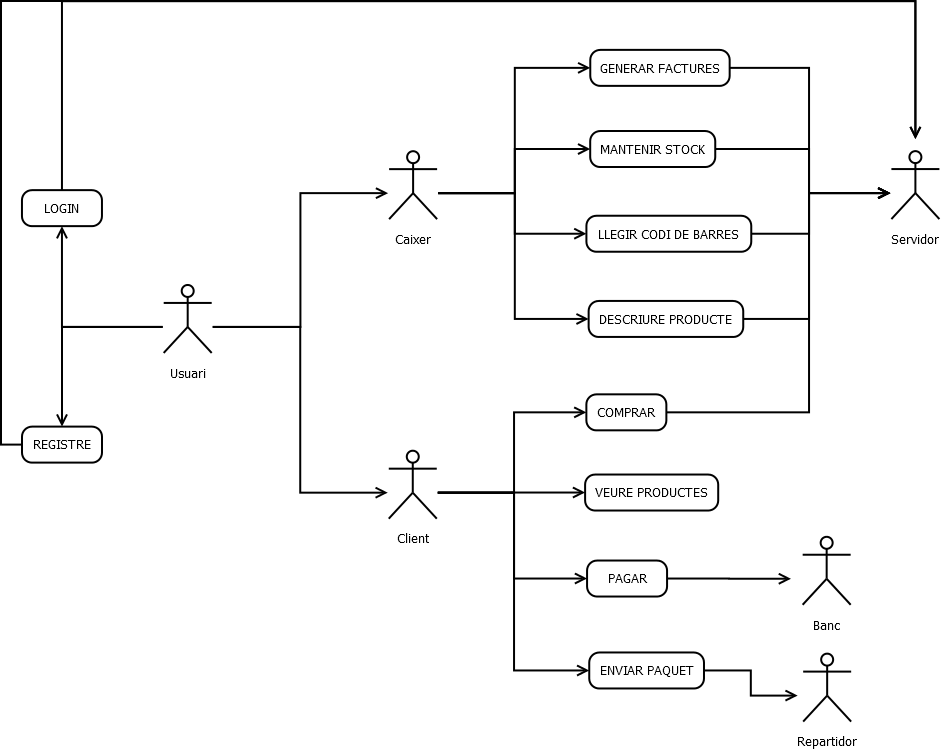 GENERAR FACTURES
MANTENIR STOCK
LOGIN
LLEGIR CODI DE BARRES
Caixer
Servidor
DESCRIURE PRODUCTE
Usuari
COMPRAR
REGISTRE
VEURE PRODUCTES
Client
PAGAR
Banc
ENVIAR PAQUET
Repartidor